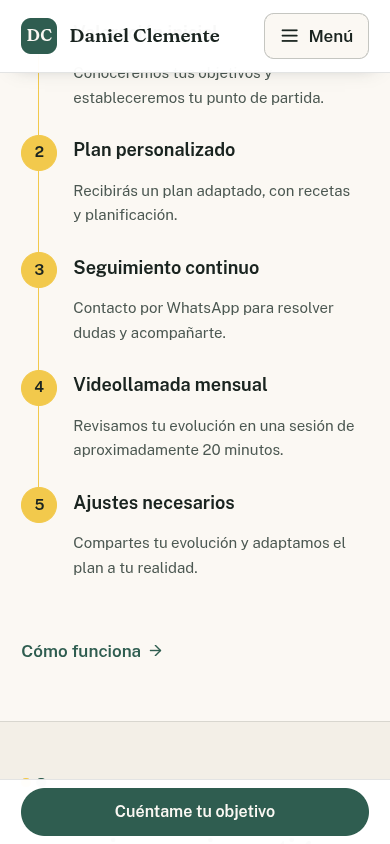 DC Daniel Clemente Menú
Conoceremos tus objetivos y
estableceremos tu punto de partida.
2 Plan personalizado
Recibirás un plan adaptado, con recetas
y planificación.
3 Seguimiento continuo
Contacto por WhatsApp para resolver
dudas y acompañarte.
4 Videollamada mensual
Revisamos tu evolución en una sesión de
aproximadamente 20 minutos.
5 Ajustes necesarios
Compartes tu evolución y adaptamos el
plan a tu realidad.
Cómo funciona →
Cuéntame tu objetivo